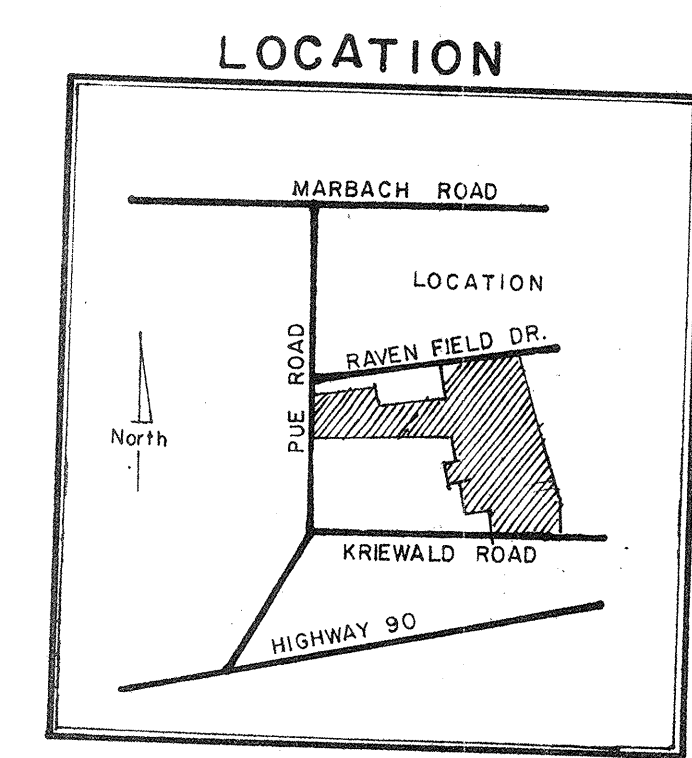 LOCATION
MARBACH ROAD
LOCATION
RAVEN FIELD DR.
PUE ROAD
North
KRIEWALD ROAD
HIGHWAY 90